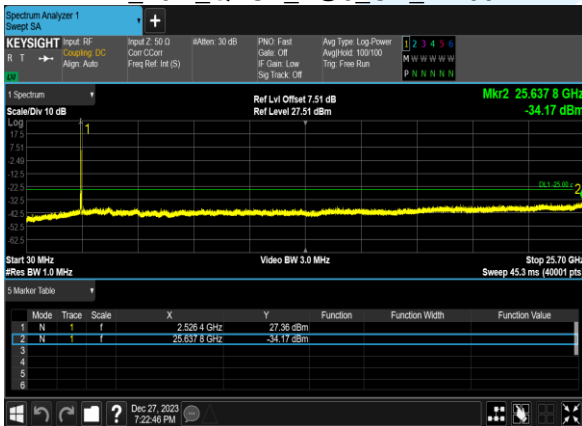 Spectrum Analyzer 1
Swept SA
KEYSIGHT
R T
LV
Input: RF
Coupling: DC
Align: Auto
Input Z: 50 Ω
Corr CCorr
Freq Ref: Int (S)
#Atten: 30 dB
PNO: Fast
Gate: Off
IF Gain: Low
Sig Track: Off
Avg Type: Log-Power
Avg|Hold: 100/100
Trig: Free Run
1 2 3 4 5 6
M W W W W W
P N N N N N
1 Spectrum
Scale/Div 10 dB
Ref Lvl Offset 7.51 dB
Ref Level 27.51 dBm
Mkr2 25.637 8 GHz
-34.17 dBm
Log
17.5
7.51
-2.49
-12.5
-22.5
-32.5
-42.5
-52.5
-62.5
1
DL1 -25.00
2
Start 30 MHz
#Res BW 1.0 MHz
Video BW 3.0 MHz
Stop 25.70 GHz
Sweep 45.3 ms (40001 pts
5 Marker Table
Mode Trace Scale X Y Function Function Width Function Value
1 N 1 f 2.526 4 GHz 27.36 dBm
2 N 1 f 25.637 8 GHz -34.17 dBm
3
4
5
6
?
Dec 27, 2023
7:22:46 PM